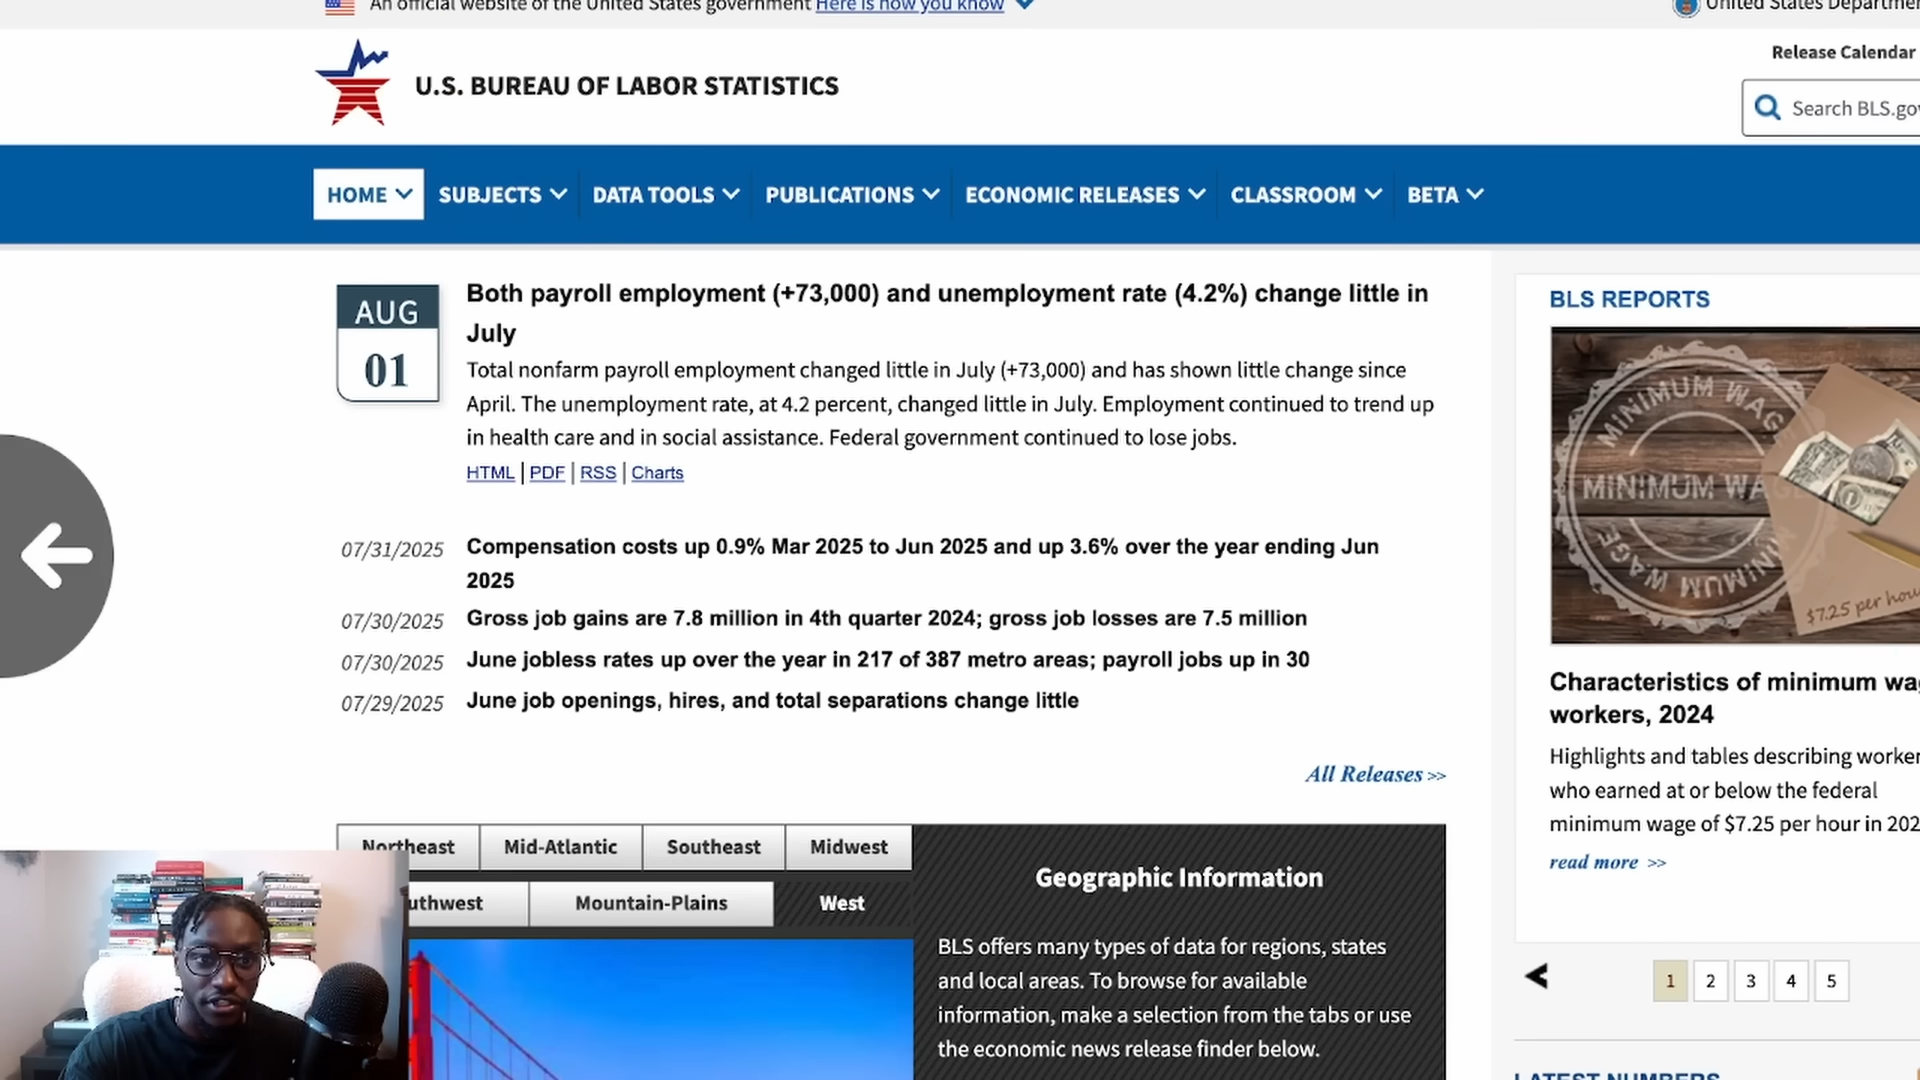 An official website of the United States government Here is how you know
United States Departmen
Release Calendar
U.S. BUREAU OF LABOR STATISTICS
Search BLS.gov
HOME SUBJECTS DATA TOOLS PUBLICATIONS ECONOMIC RELEASES CLASSROOM BETA
AUG
01
Both payroll employment (+73,000) and unemployment rate (4.2%) change little in
July
Total nonfarm payroll employment changed little in July (+73,000) and has shown little change since
April. The unemployment rate, at 4.2 percent, changed little in July. Employment continued to trend up
in health care and in social assistance. Federal government continued to lose jobs.
HTML | PDF | RSS | Charts
07/31/2025 Compensation costs up 0.9% Mar 2025 to Jun 2025 and up 3.6% over the year ending Jun
2025
07/30/2025 Gross job gains are 7.8 million in 4th quarter 2024; gross job losses are 7.5 million
07/30/2025 June jobless rates up over the year in 217 of 387 metro areas; payroll jobs up in 30
07/29/2025 June job openings, hires, and total separations change little
All Releases >>
Northeast Mid-Atlantic Southeast Midwest
uthwest Mountain-Plains West
Geographic Information
BLS offers many types of data for regions, states
and local areas. To browse for available
information, make a selection from the tabs or use
the economic news release finder below.
BLS REPORTS
MINIMUM WAGE
MINIMUM WAGE
MINIMUM WAGE
$7.25 per hou
Characteristics of minimum wa
workers, 2024
Highlights and tables describing worker
who earned at or below the federal
minimum wage of $7.25 per hour in 202
read more >>
1 2 3 4 5
LATEST NUMBERS